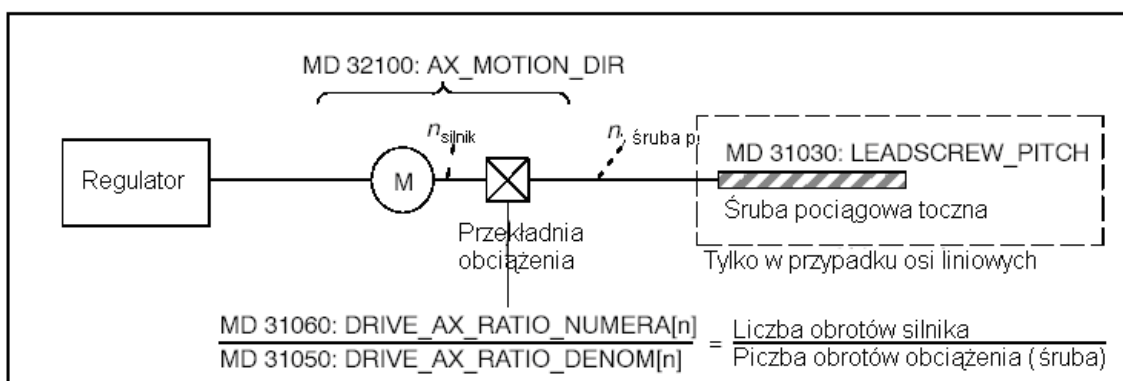 MD 32100: AX_MOTION_DIR
n silnik
n śruba p
MD 31030: LEADSCREW_PITCH
Regulator
M
Śruba pociągowa toczna
Przekładnia
obciążenia
Tylko w przypadku osi liniowych
MD 31060: DRIVE_AX_RATIO_NUMERA[n]
MD 31050: DRIVE_AX_RATIO_DENOM[n]
=
Liczba obrotów silnika
Piczba obrotów obciążenia (śruba)